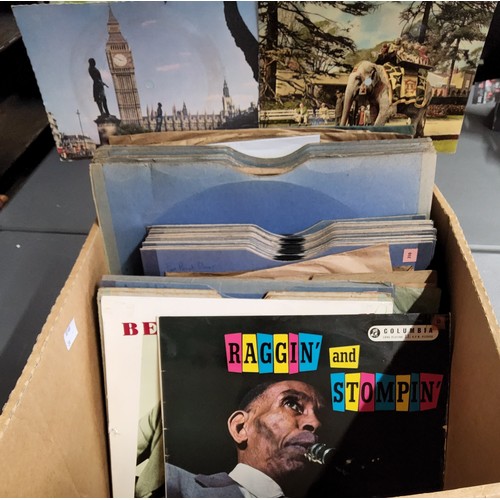 BE
COLUMBIA
RAGGIN' and
STOMPIN'